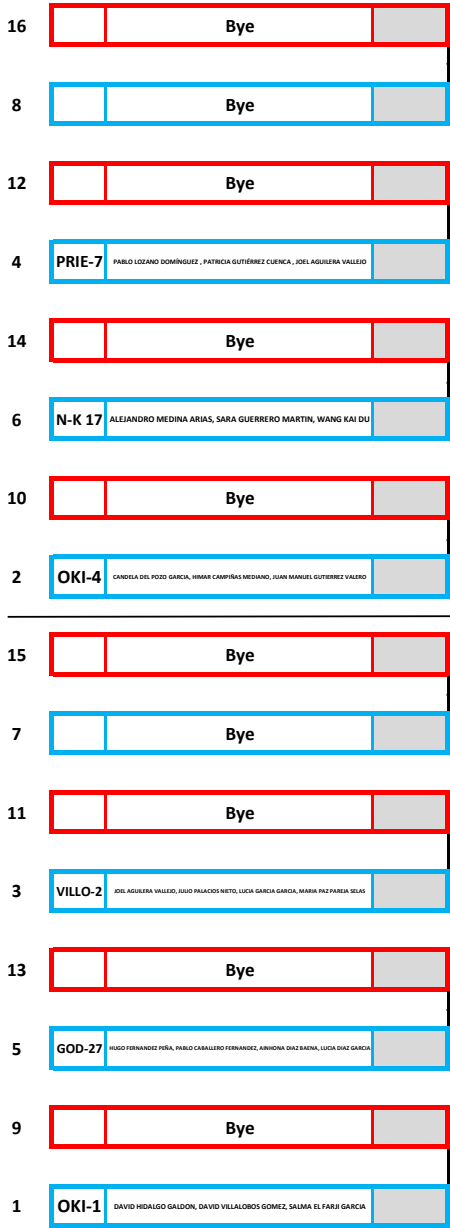 16 Bye
8 Bye
12 Bye
4 PRIE-7 PABLO LOZANO DOMÍNGUEZ , PATRICIA GUTIÉRREZ CUENCA , JOEL AGUILERA VALLEJO
14 Bye
6 N-K 17 ALEJANDRO MEDINA ARIAS, SARA GUERRERO MARTIN, WANG KAI DU
10 Bye
2 OKI-4 CANDELA DEL POZO GARCIA, HIMAR CAMPIÑAS MEDIANO, JUAN MANUEL GUTIERREZ VALERO
15 Bye
7 Bye
11 Bye
3 VILLO-2 JOEL AGUILERA VALLEJO, JULIO PALACIOS NIETO, LUCIA GARCIA GARCIA, MARIA PAZ PAREJA SELAS
13 Bye
5 GOD-27 HUGO FERNANDEZ PEÑA, PABLO CABALLERO FERNANDEZ, AINHONA DIAZ BAENA, LUCIA DIAZ GARCIA
9 Bye
1 OKI-1 DAVID HIDALGO GALDON, DAVID VILLALOBOS GOMEZ, SALMA EL FARJI GARCIA